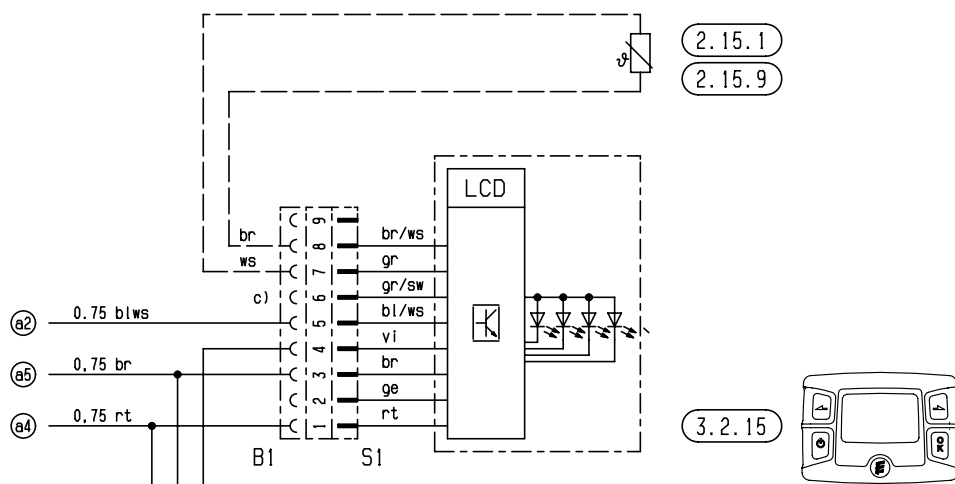 ϑ
2.15.1
2.15.9
LCD
9
br 8 br/ws
ws 7 gr
c) 6 gr/sw
a2 0.75 blws 5 bl/ws
4 vi
a5 0,75 br 3 br
2 ge
a4 0,75 rt 1 rt
B1 S1
3.2.15
OK